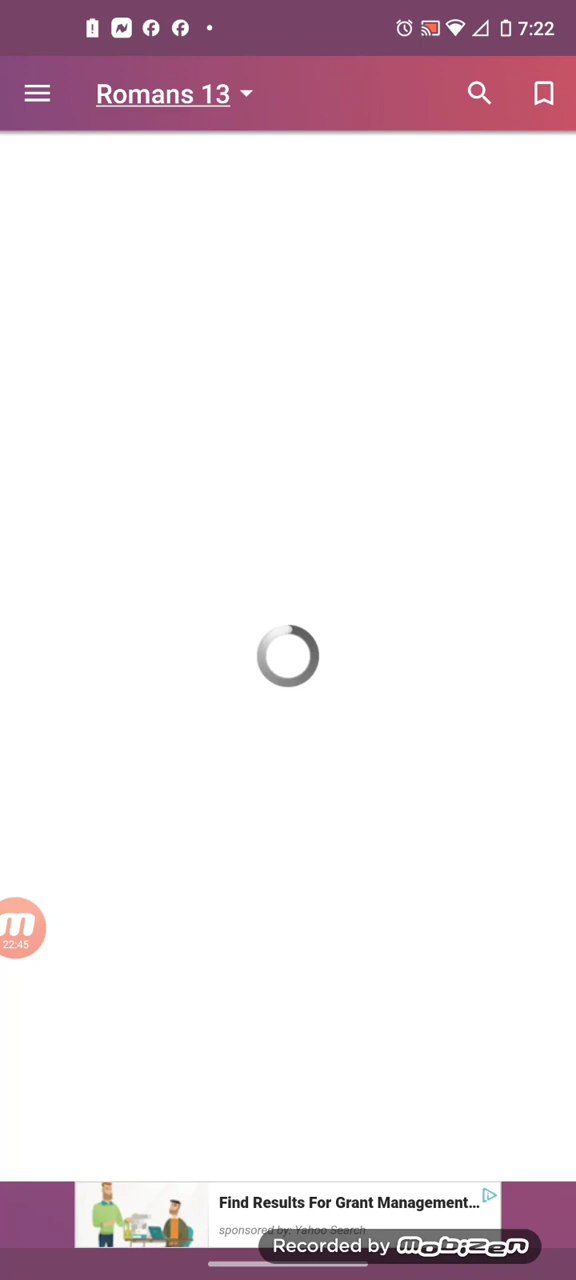 7:22
Romans 13
22:45
Find Results For Grant Management...
sponsored by: Yahoo Search
Recorded by mobizen